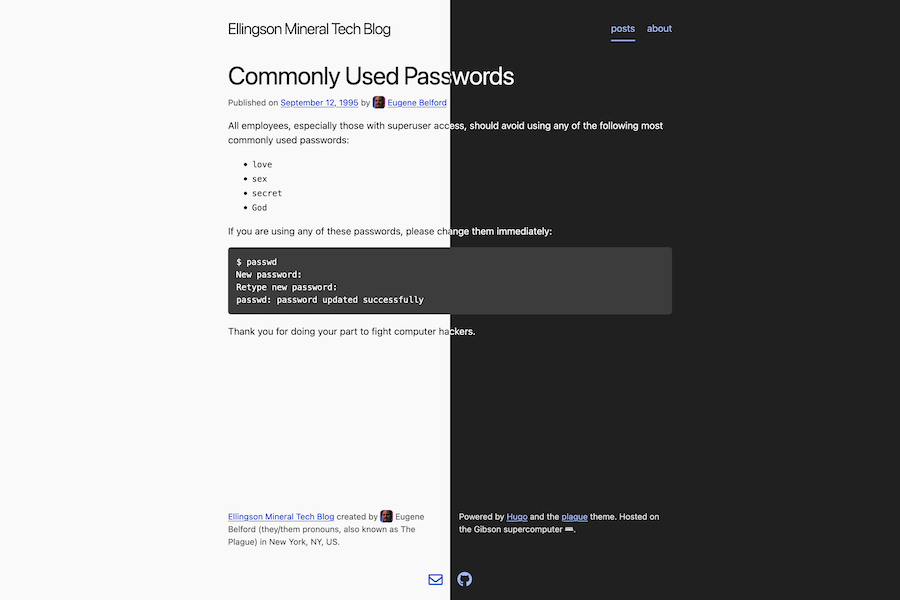 Ellingson Mineral Tech Blog
posts about
Commonly Used Passwords
Published on September 12, 1995 by Eugene Belford
All employees, especially those with superuser access, should avoid using any of the following most
commonly used passwords:
• love
• sex
• secret
• God
If you are using any of these passwords, please change them immediately:
$ passwd
New password:
Retype new password:
passwd: password updated successfully
Thank you for doing your part to fight computer hackers.
Ellingson Mineral Tech Blog created by Eugene
Belford (they/them pronouns, also known as The
Plague) in New York, NY, US.
Powered by Hugo and the plague theme. Hosted on
the Gibson supercomputer.